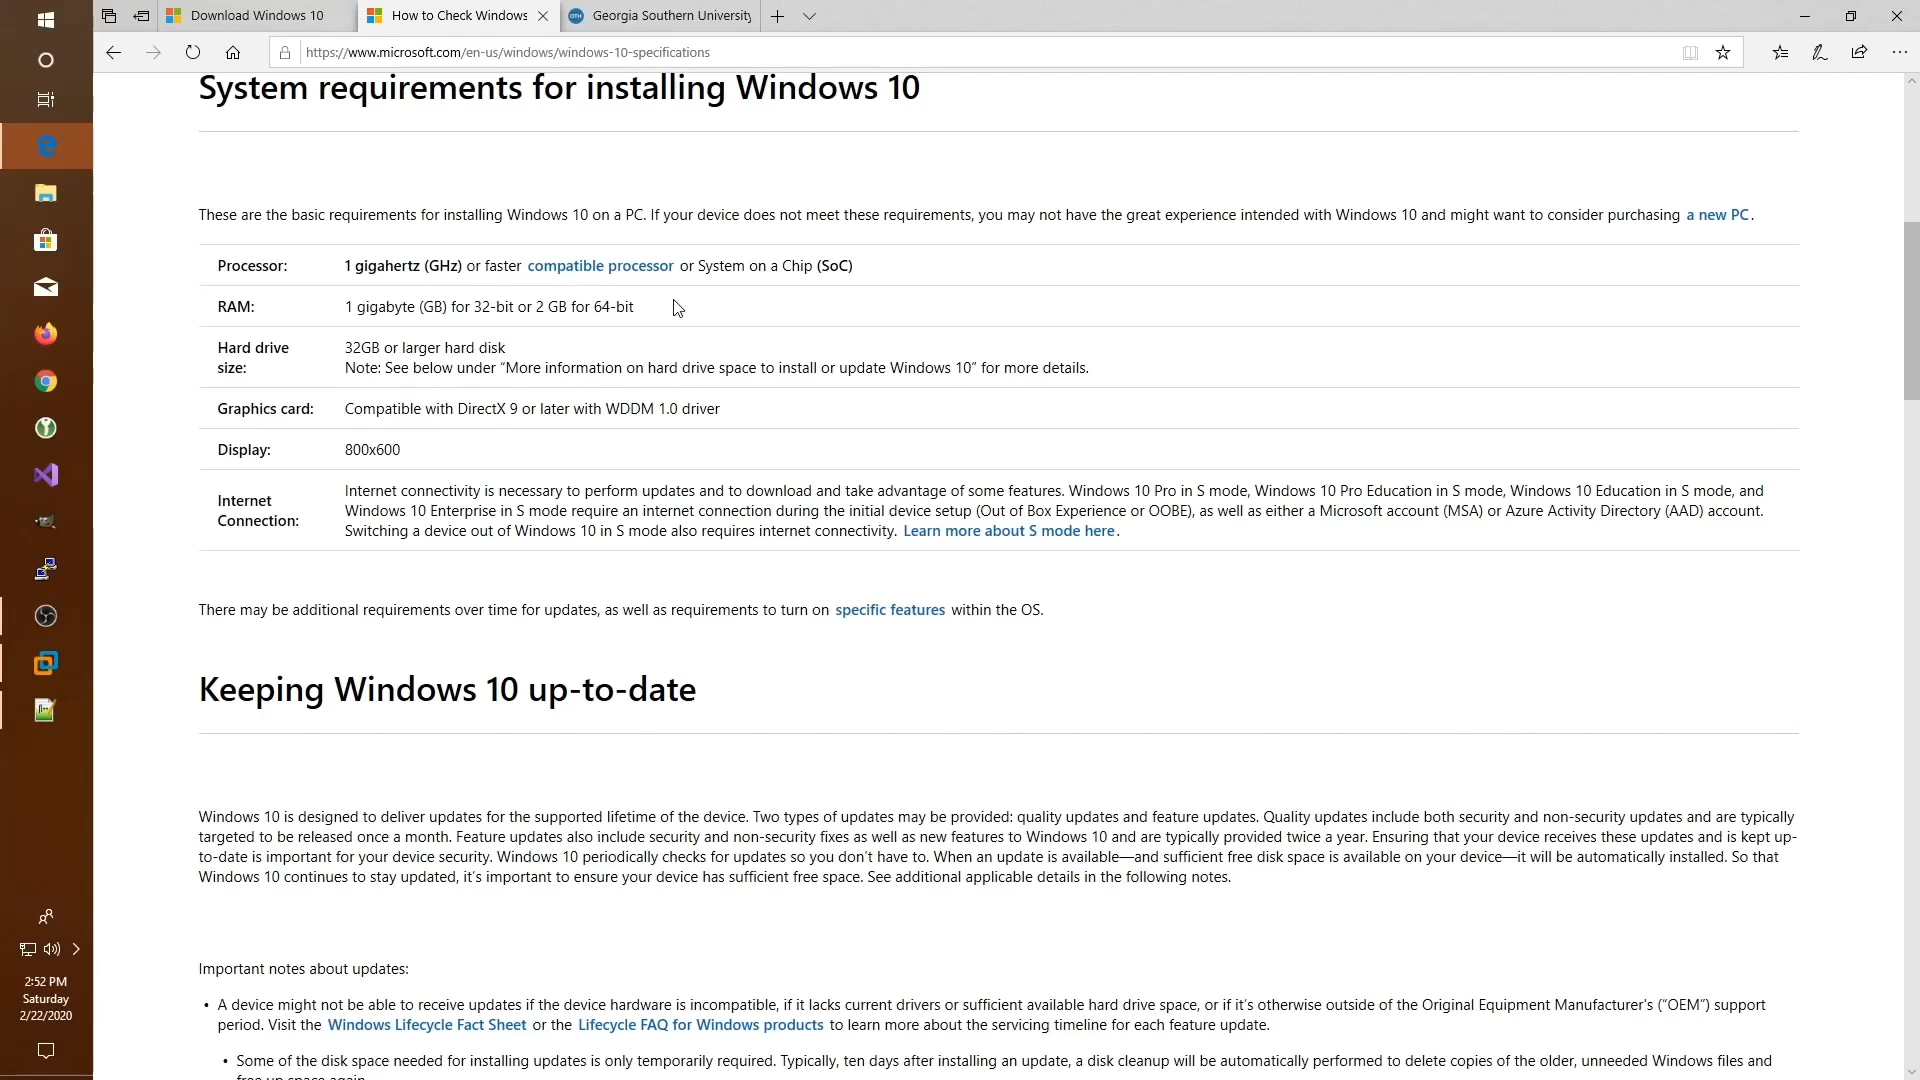 Download Windows 10
How to Check Windows
Georgia Southern University
https://www.microsoft.com/en-us/windows/windows-10-specifications
System requirements for installing Windows 10
These are the basic requirements for installing Windows 10 on a PC. If your device does not meet these requirements, you may not have the great experience intended with Windows 10 and might want to consider purchasing a new PC.
Processor: 1 gigahertz (GHz) or faster compatible processor or System on a Chip (SoC)
RAM: 1 gigabyte (GB) for 32-bit or 2 GB for 64-bit
Hard drive size: 32GB or larger hard disk
Note: See below under “More information on hard drive space to install or update Windows 10” for more details.
Graphics card: Compatible with DirectX 9 or later with WDDM 1.0 driver
Display: 800x600
Internet Connection: Internet connectivity is necessary to perform updates and to download and take advantage of some features. Windows 10 Pro in S mode, Windows 10 Pro Education in S mode, Windows 10 Education in S mode, and
Windows 10 Enterprise in S mode require an internet connection during the initial device setup (Out of Box Experience or OOBE), as well as either a Microsoft account (MSA) or Azure Activity Directory (AAD) account.
Switching a device out of Windows 10 in S mode also requires internet connectivity. Learn more about S mode here.
There may be additional requirements over time for updates, as well as requirements to turn on specific features within the OS.
Keeping Windows 10 up-to-date
Windows 10 is designed to deliver updates for the supported lifetime of the device. Two types of updates may be provided: quality updates and feature updates. Quality updates include both security and non-security updates and are typically
targeted to be released once a month. Feature updates also include security and non-security fixes as well as new features to Windows 10 and are typically provided twice a year. Ensuring that your device receives these updates and is kept up-
to-date is important for your device security. Windows 10 periodically checks for updates so you don’t have to. When an update is available—and sufficient free disk space is available on your device—it will be automatically installed. So that
Windows 10 continues to stay updated, it’s important to ensure your device has sufficient free space. See additional applicable details in the following notes.
Important notes about updates:
• A device might not be able to receive updates if the device hardware is incompatible, if it lacks current drivers or sufficient available hard drive space, or if it’s otherwise outside of the Original Equipment Manufacturer's (“OEM”) support
period. Visit the Windows Lifecycle Fact Sheet or the Lifecycle FAQ for Windows products to learn more about the servicing timeline for each feature update.
• Some of the disk space needed for installing updates is only temporarily required. Typically, ten days after installing an update, a disk cleanup will be automatically performed to delete copies of the older, unneeded Windows files and
free up space again.
2:52 PM
Saturday
2/22/2020